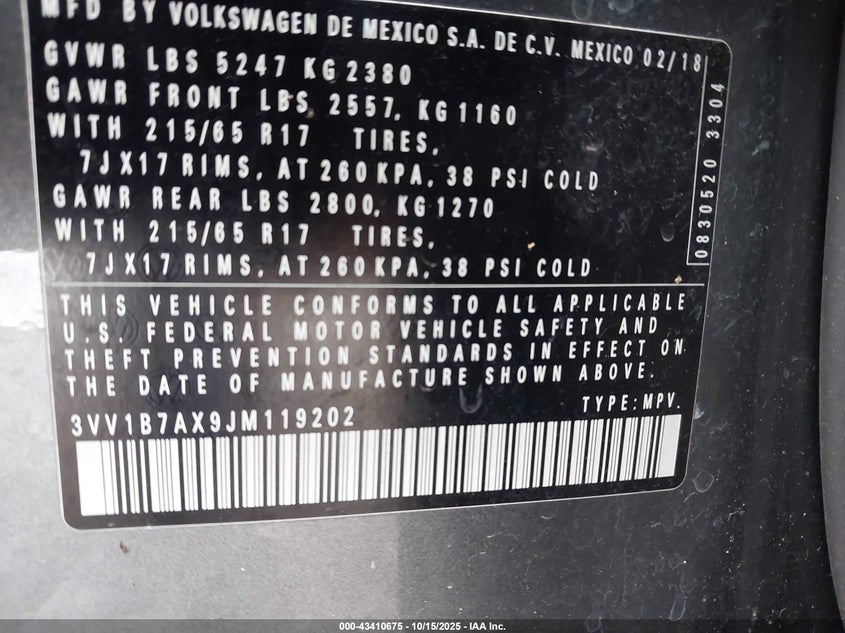 MFD BY VOLKSWAGEN DE MEXICO S.A. DE C.V. MEXICO 02/18
GVWR LBS 5247 KG 2380
GAWR FRONT LBS 2557, KG 1160
WITH 215/65 R17 TIRES,
7JX17 RIMS, AT 260 KPA, 38 PSI COLD
GAWR REAR LBS 2800, KG 1270
WITH 215/65 R17 TIRES,
7JX17 RIMS, AT 260 KPA, 38 PSI COLD
0830520 3304
THIS VEHICLE CONFORMS TO ALL APPLICABLE
U.S. FEDERAL MOTOR VEHICLE SAFETY AND
THEFT PREVENTION STANDARDS IN EFFECT ON
THE DATE OF MANUFACTURE SHOWN ABOVE.
TYPE: MPV.
3VV1B7AX9JM119202
000-43410675 - 10/15/2025 - IAA Inc.